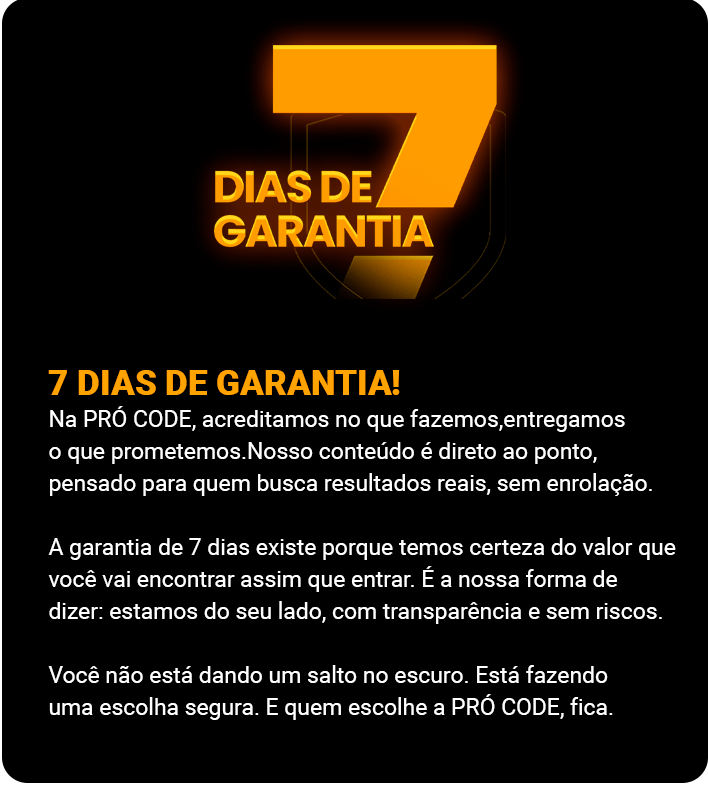 7
DIAS DE
GARANTIA
7 DIAS DE GARANTIA!
Na PRÓ CODE, acreditamos no que fazemos,entregamos
o que prometemos.Nosso conteúdo é direto ao ponto,
pensado para quem busca resultados reais, sem enrolação.
A garantia de 7 dias existe porque temos certeza do valor que
você vai encontrar assim que entrar. É a nossa forma de
dizer: estamos do seu lado, com transparência e sem riscos.
Você não está dando um salto no escuro. Está fazendo
uma escolha segura. E quem escolhe a PRÓ CODE, fica.